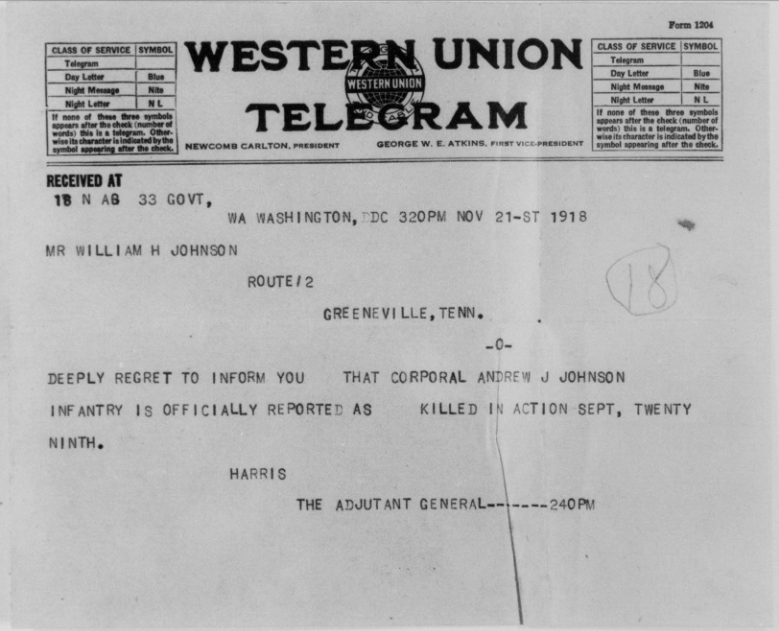 Form 1204
CLASS OF SERVICE SYMBOL
Telegram
Day Letter Blue
Night Message Nite
Night Letter N L
If none of these three symbols
appears after the check (number of
words) this is a telegram. Other-
wise its character is indicated by the
symbol appearing after the check.
WESTERN UNION
WESTERN UNION
TELEGRAM
NEWCOMB CARLTON, PRESIDENT GEORGE W. E. ATKINS, FIRST VICE-PRESIDENT
CLASS OF SERVICE SYMBOL
Telegram
Day Letter Blue
Night Message Nite
Night Letter N L
If none of these three symbols
appears after the check (number of
words) this is a telegram. Other-
wise its character is indicated by the
symbol appearing after the check.
RECEIVED AT
18 N AB 33 GOVT,
WA WASHINGTON, DC 320PM NOV 21-ST 1918
MR WILLIAM H JOHNSON
ROUTE/2
18
GREENEVILLE, TENN.
-O-
DEEPLY REGRET TO INFORM YOU THAT CORPORAL ANDREW J JOHNSON
INFANTRY IS OFFICIALLY REPORTED AS KILLED IN ACTION SEPT, TWENTY
NINTH.
HARRIS
THE ADJUTANT GENERAL-------240PM